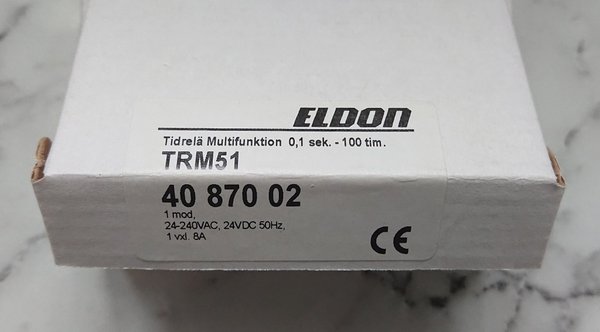 ELDON
Tidrelä Multifunktion 0,1 sek. - 100 tim.
TRM51
40 870 02
1 mod,
24-240VAC, 24VDC 50Hz,
1 vxl. 8A
CE